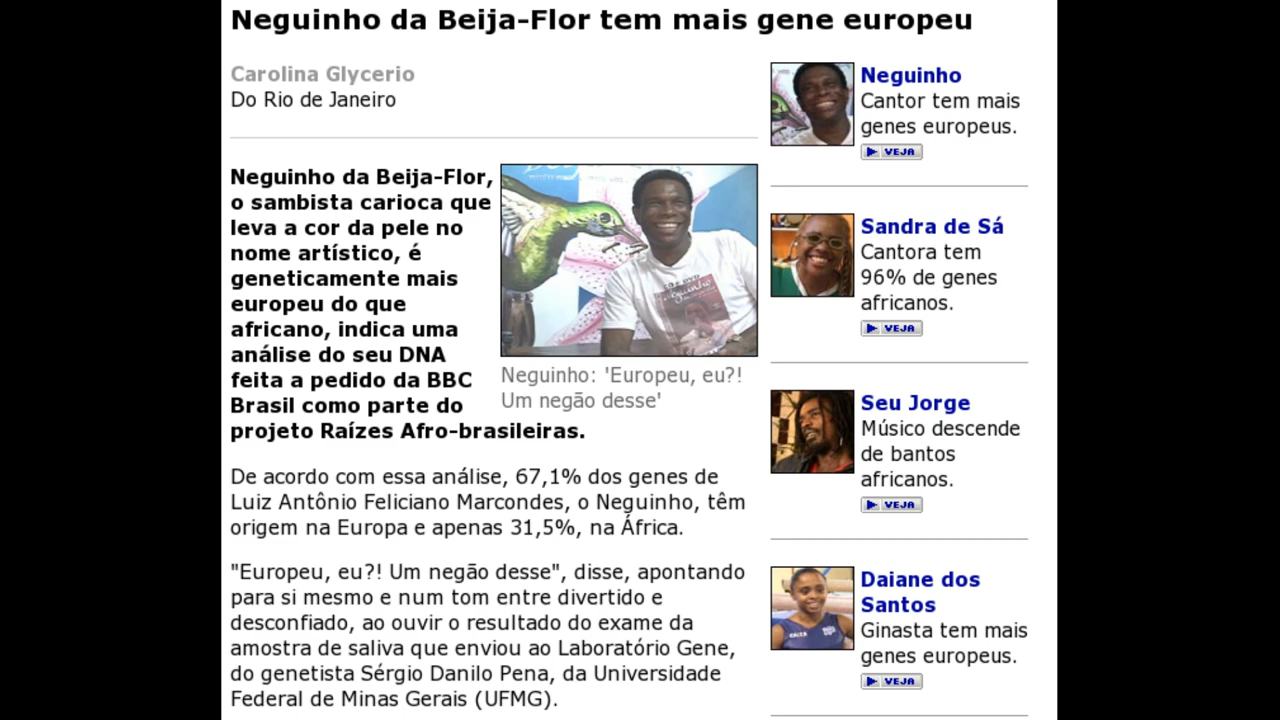 Neguinho da Beija-Flor tem mais gene europeu
Carolina Glycerio
Do Rio de Janeiro
Neguinho da Beija-Flor,
o sambista carioca que
leva a cor da pele no
nome artístico, é
geneticamente mais
europeu do que
africano, indica uma
análise do seu DNA
feita a pedido da BBC
Brasil como parte do
projeto Raízes Afro-brasileiras.
Neguinho: 'Europeu, eu?!
Um negão desse'
De acordo com essa análise, 67,1% dos genes de
Luiz Antônio Feliciano Marcondes, o Neguinho, têm
origem na Europa e apenas 31,5%, na África.
"Europeu, eu?! Um negão desse", disse, apontando
para si mesmo e num tom entre divertido e
desconfiado, ao ouvir o resultado do exame da
amostra de saliva que enviou ao Laboratório Gene,
do genetista Sérgio Danilo Pena, da Universidade
Federal de Minas Gerais (UFMG).
Neguinho
Cantor tem mais
genes europeus.
VEJA
Sandra de Sá
Cantora tem
96% de genes
africanos.
VEJA
Seu Jorge
Músico descende
de bantos
africanos.
VEJA
Daiane dos
Santos
Ginasta tem mais
genes europeus.
VEJA